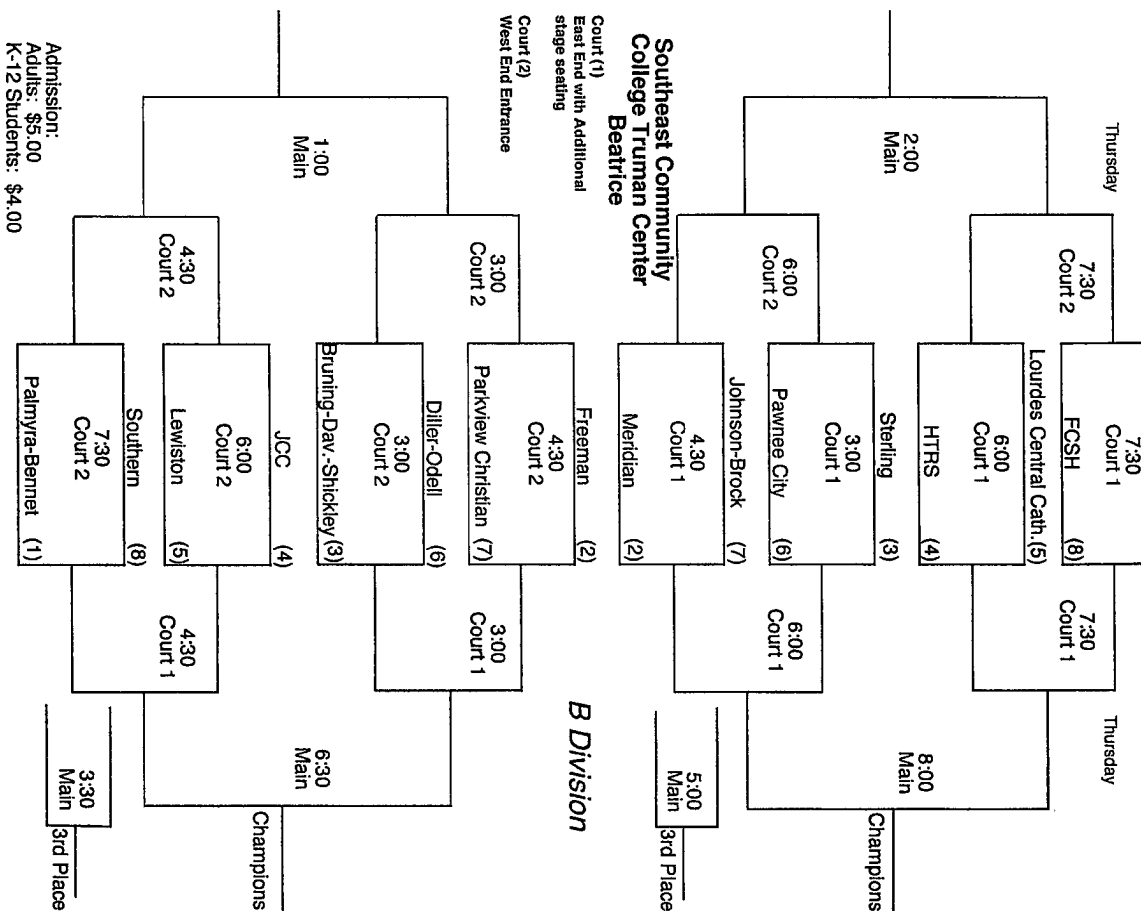 7:30
Court 1
Thursday
Thursday
7:30
Court 2
FCSH (8)
7:30
Court 1
Lourdes Central Cath. (5)
6:00
Court 1
HTRS (4)
2:00
Main
8:00
Main
Champions
Sterling (3)
3:00
Court 1
6:00
Court 2
6:00
Court 1
Pawnee City (6)
Johnson-Brock (7)
4.30
Court 1
Meridian (2)
5:00
Main
3rd Place
Southeast Community
College Truman Center
Beatrice
Court (1)
East End with Additional
stage seating
Court (2)
West End Entrance
B Division
Freeman (2)
4:30
Court 2
3:00
Court 2
3:00
Court 1
Parkview Christian (7)
Diller-Odell (6)
3:00
Court 2
Bruning-Dav.-Shickley (3)
1:00
Main
6:30
Main
Champions
JCC (4)
6:00
Court 2
Lewiston (5)
4:30
Court 2
4:30
Court 1
Southern (8)
7:30
Court 2
Palmyra-Bennet (1)
3:30
Main
3rd Place
Admission:
Adults: $5.00
K-12 Students: $4.00